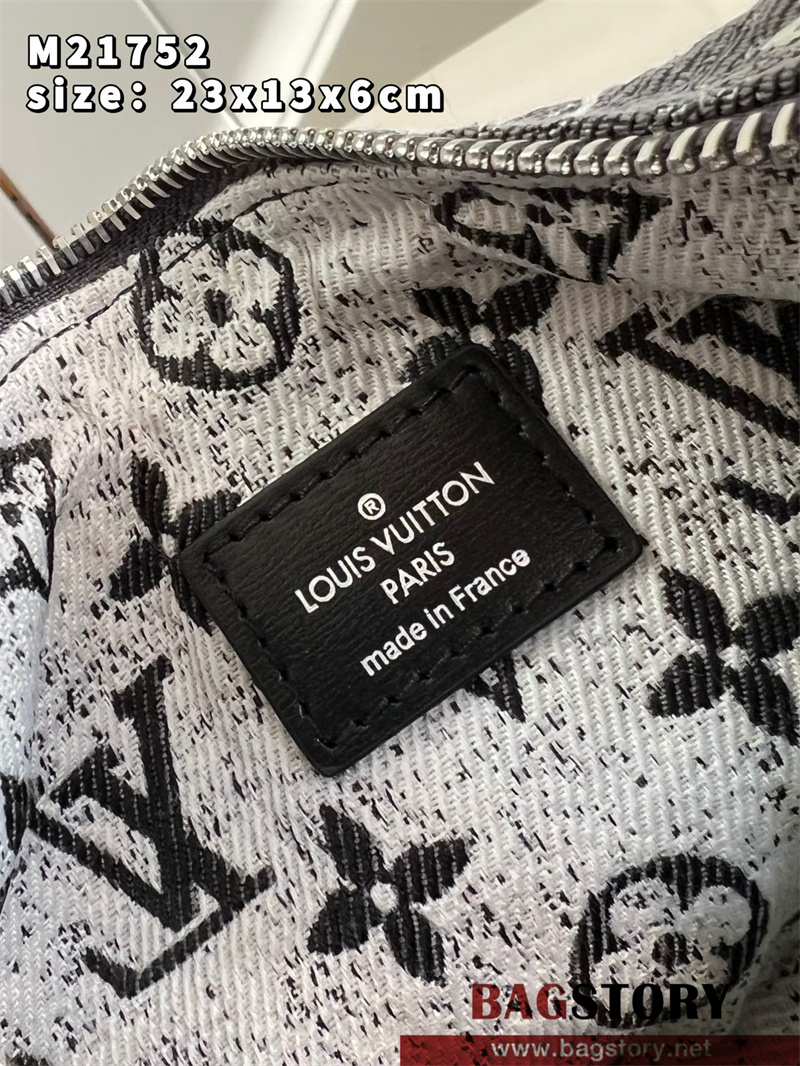 M21752
size: 23x13x6cm
®
LOUIS VUITTON
PARIS
made in France
BAGSTORY
www.bagstory.net